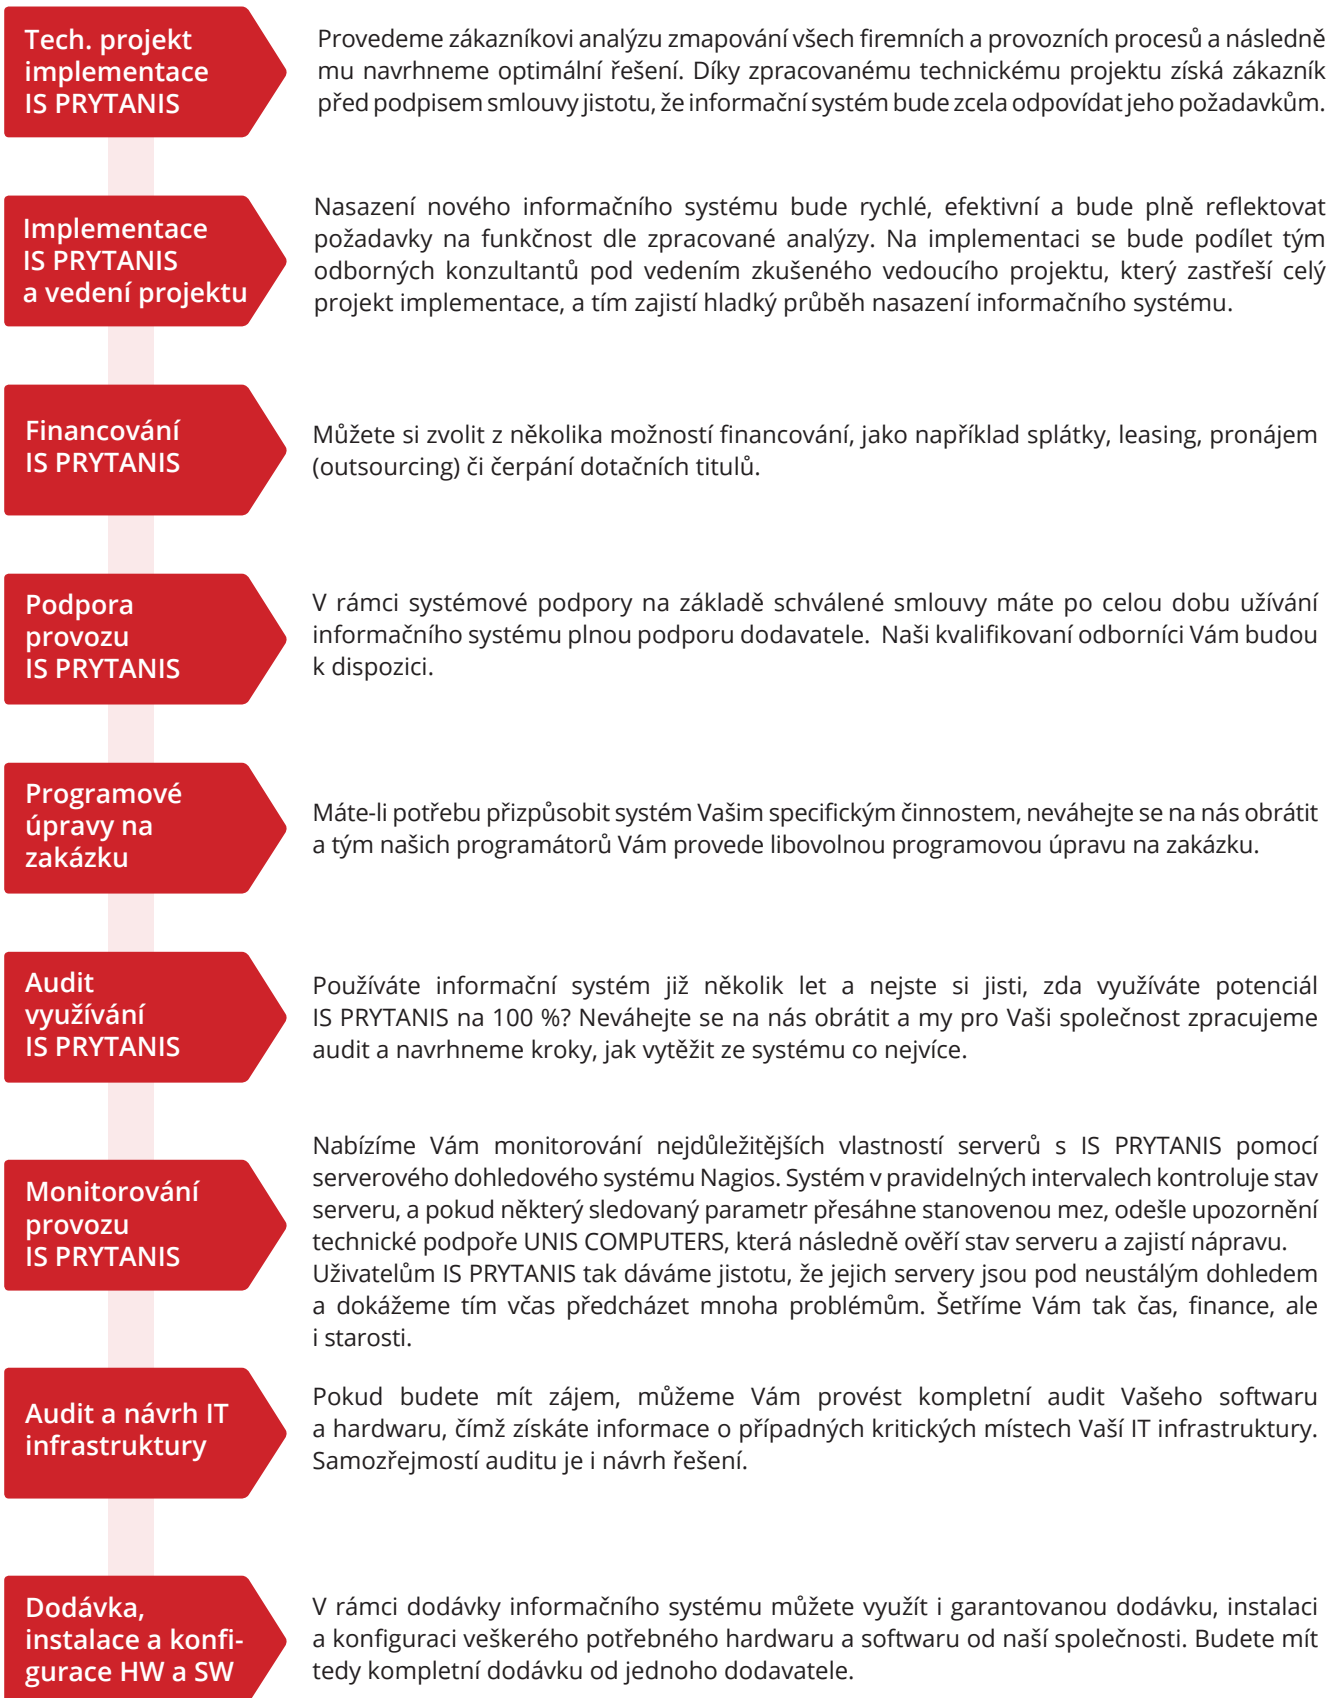 Tech. projekt
implementace
IS PRYTANIS
Provedeme zákazníkovi analýzu zmapování všech firemních a provozních procesů a následně
mu navrhneme optimální řešení. Díky zpracovanému technickému projektu získá zákazník
před podpisem smlouvy jistotu, že informační systém bude zcela odpovídat jeho požadavkům.
Implementace
IS PRYTANIS
a vedení projektu
Nasazení nového informačního systému bude rychlé, efektivní a bude plně reflektovat
požadavky na funkčnost dle zpracované analýzy. Na implementaci se bude podílet tým
odborných konzultantů pod vedením zkušeného vedoucího projektu, který zastřeší celý
projekt implementace, a tím zajistí hladký průběh nasazení informačního systému.
Financování
IS PRYTANIS
Můžete si zvolit z několika možností financování, jako například splátky, leasing, pronájem
(outsourcing) či čerpání dotačních titulů.
Podpora
provozu
IS PRYTANIS
V rámci systémové podpory na základě schválené smlouvy máte po celou dobu užívání
informačního systému plnou podporu dodavatele.  Naši kvalifikovaní odborníci Vám budou
k dispozici.
Programové
úpravy na
zakázku
Máte-li potřebu přizpůsobit systém Vašim specifickým činnostem, neváhejte se na nás obrátit
a tým našich programátorů Vám provede libovolnou programovou úpravu na zakázku.
Audit
využívání
IS PRYTANIS
Používáte informační systém již několik let a nejste si jisti, zda využíváte potenciál
IS PRYTANIS na 100 %? Neváhejte se na nás obrátit a my pro Vaši společnost zpracujeme
audit a navrhneme kroky, jak vytěžit ze systému co nejvíce.
Monitorování
provozu
IS PRYTANIS
Nabízíme Vám monitorování nejdůležitějších vlastností serverů s IS PRYTANIS pomocí
serverového dohledového systému Nagios. Systém v pravidelných intervalech kontroluje stav
serveru, a pokud některý sledovaný parametr přesáhne stanovenou mez, odešle upozornění
technické podpoře UNIS COMPUTERS, která následně ověří stav serveru a zajistí nápravu.
Uživatelům IS PRYTANIS tak dáváme jistotu, že jejich servery jsou pod neustálým dohledem
a dokážeme tím včas předcházet mnoha problémům. Šetříme Vám tak čas, finance, ale
i starosti.
Audit a návrh IT
infrastruktury
Pokud budete mít zájem, můžeme Vám provést kompletní audit Vašeho softwaru
a hardwaru, čímž získáte informace o případných kritických místech Vaší IT infrastruktury.
Samozřejmostí auditu je i návrh řešení.
Dodávka,
instalace a konfi-
gurace HW a SW
V rámci dodávky informačního systému můžete využít i garantovanou dodávku, instalaci
a konfiguraci veškerého potřebného hardwaru a softwaru od naší společnosti. Budete mít
tedy kompletní dodávku od jednoho dodavatele.